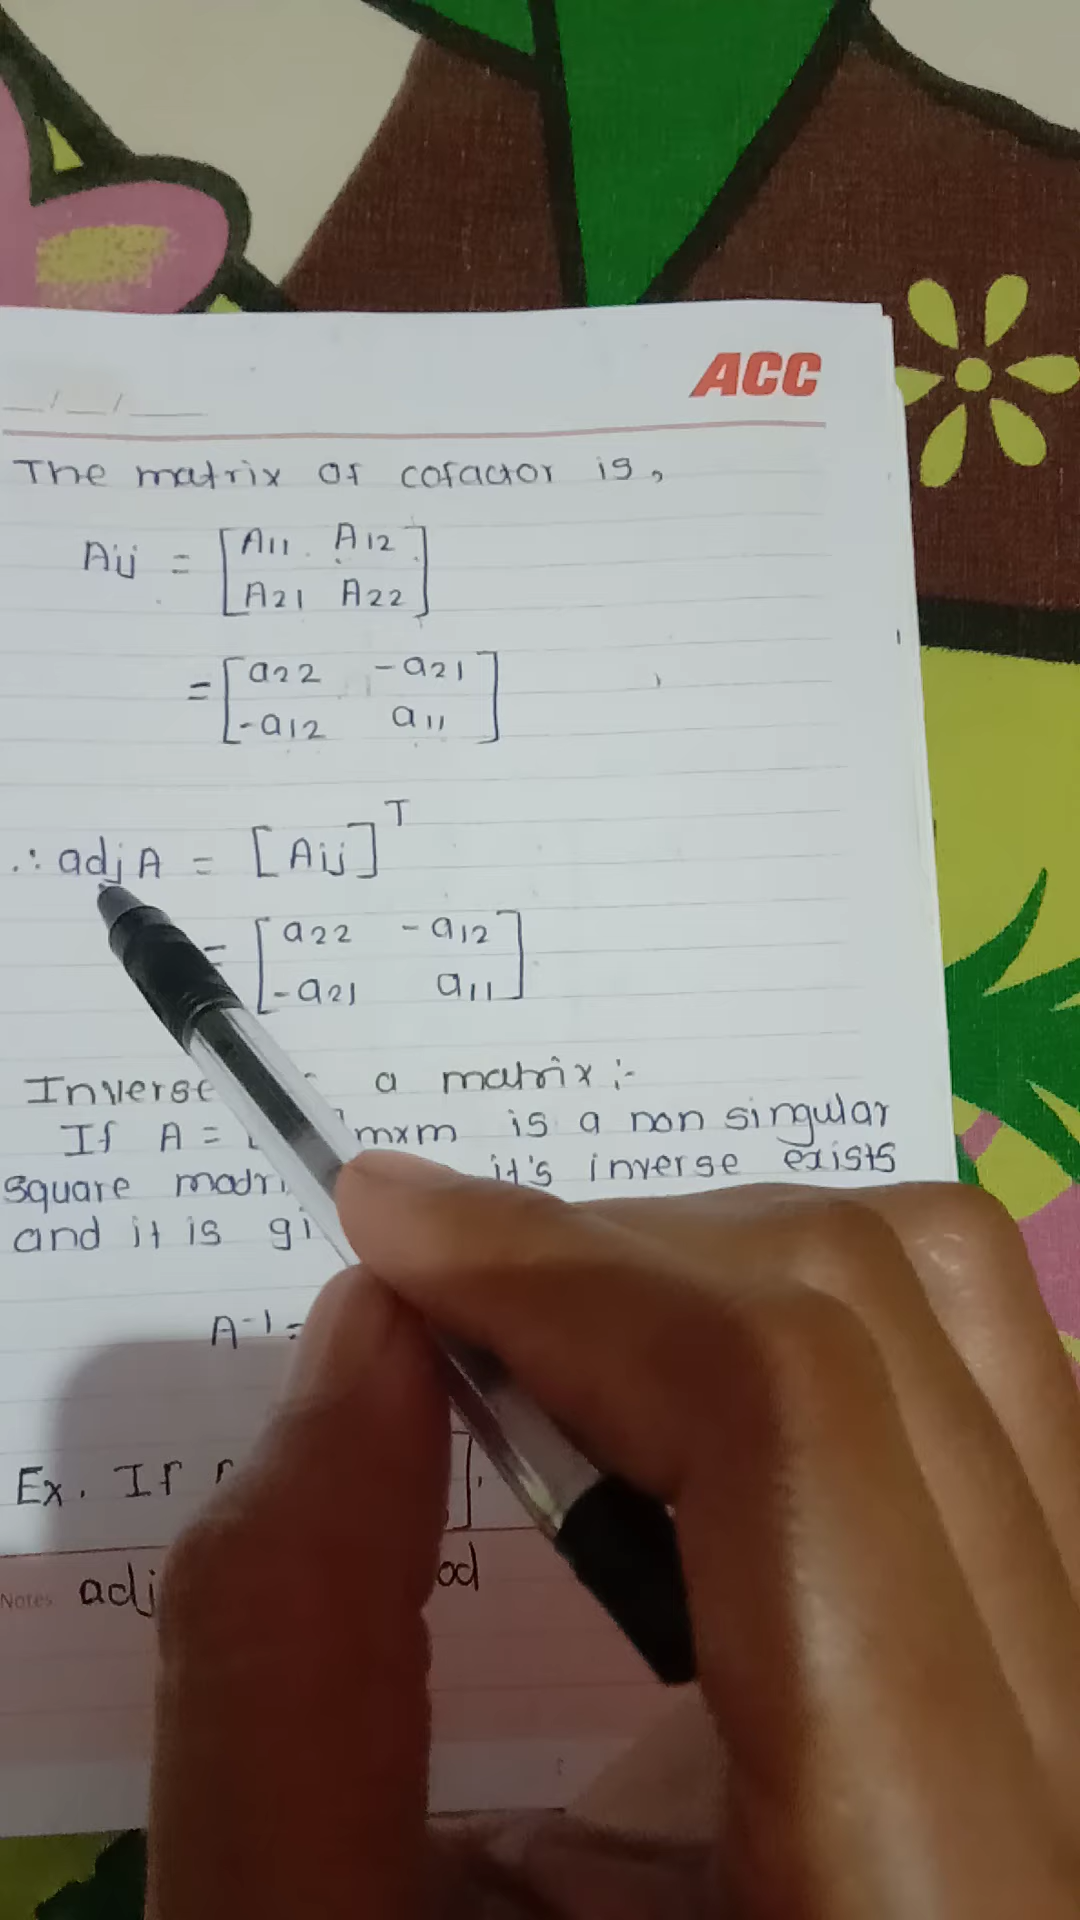 ACC
The matrix of cofactor is,
Aij = [A11 A12
A21 A22]
= [a22 -a21
-a12 a11]
∴ adj A = [Aij]^T
= [a22 -a12
-a21 a11]
Inverse a matrix :-
If A = mxm is a non singular
square it's inverse exists
and it is
A^-1 =
Ex. If ].
Notes adj